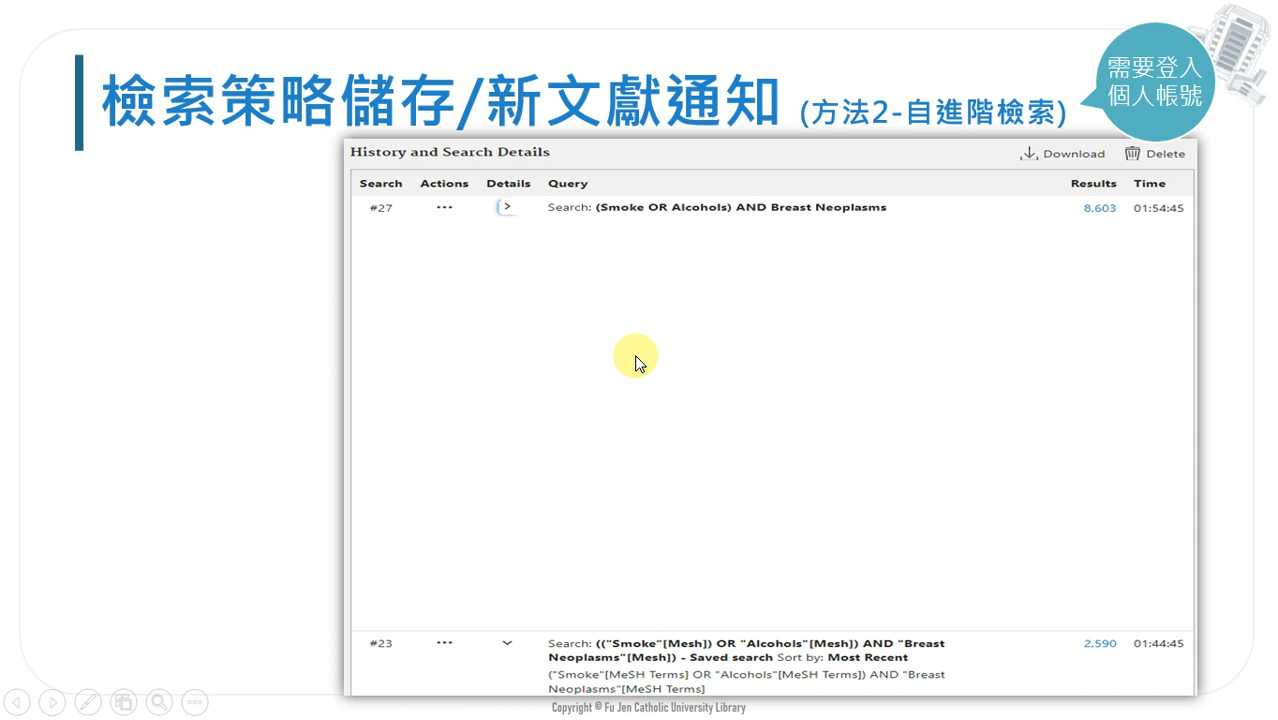 檢索策略儲存/新文獻通知 (方法2-自進階檢索)
需要登入
個人帳號
History and Search Details
Download
Delete
Search Actions Details Query Results Time
#27 ··· > Search: (Smoke OR Alcohols) AND Breast Neoplasms 8,603 01:54:45
#23 ··· Search: (("Smoke"[Mesh]) OR "Alcohols"[Mesh]) AND "Breast 2,590 01:44:45
Neoplasms"[Mesh]) - Saved search Sort by: Most Recent
("Smoke"[MeSH Terms] OR "Alcohols"[MeSH Terms]) AND "Breast
Neoplasms"[MeSH Terms]
Copyright © Fu Jen Catholic University Library